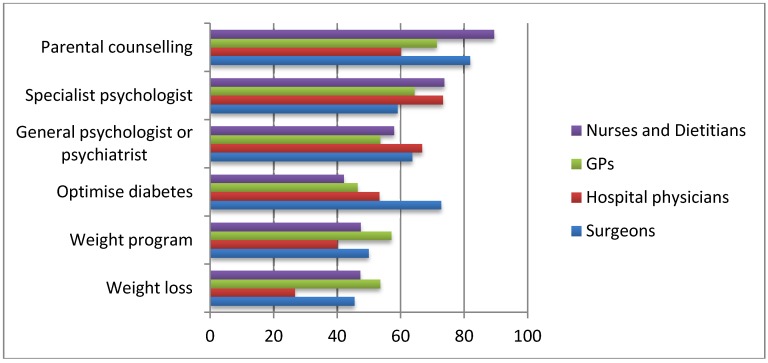 Parental counselling
Specialist psychologist
General psychologist or
psychiatrist
Optimise diabetes
Weight program
Weight loss
0 20 40 60 80 100
Nurses and Dietitians
GPs
Hospital physicians
Surgeons